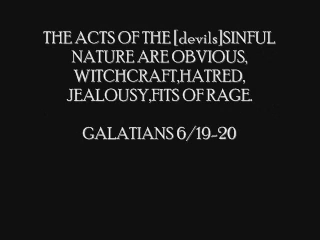 THE ACTS OF THE [devils]SINFUL
NATURE ARE OBVIOUS,
WITCHCRAFT,HATRED,
JEALOUSY,FITS OF RAGE.
GALATIANS 6/19-20